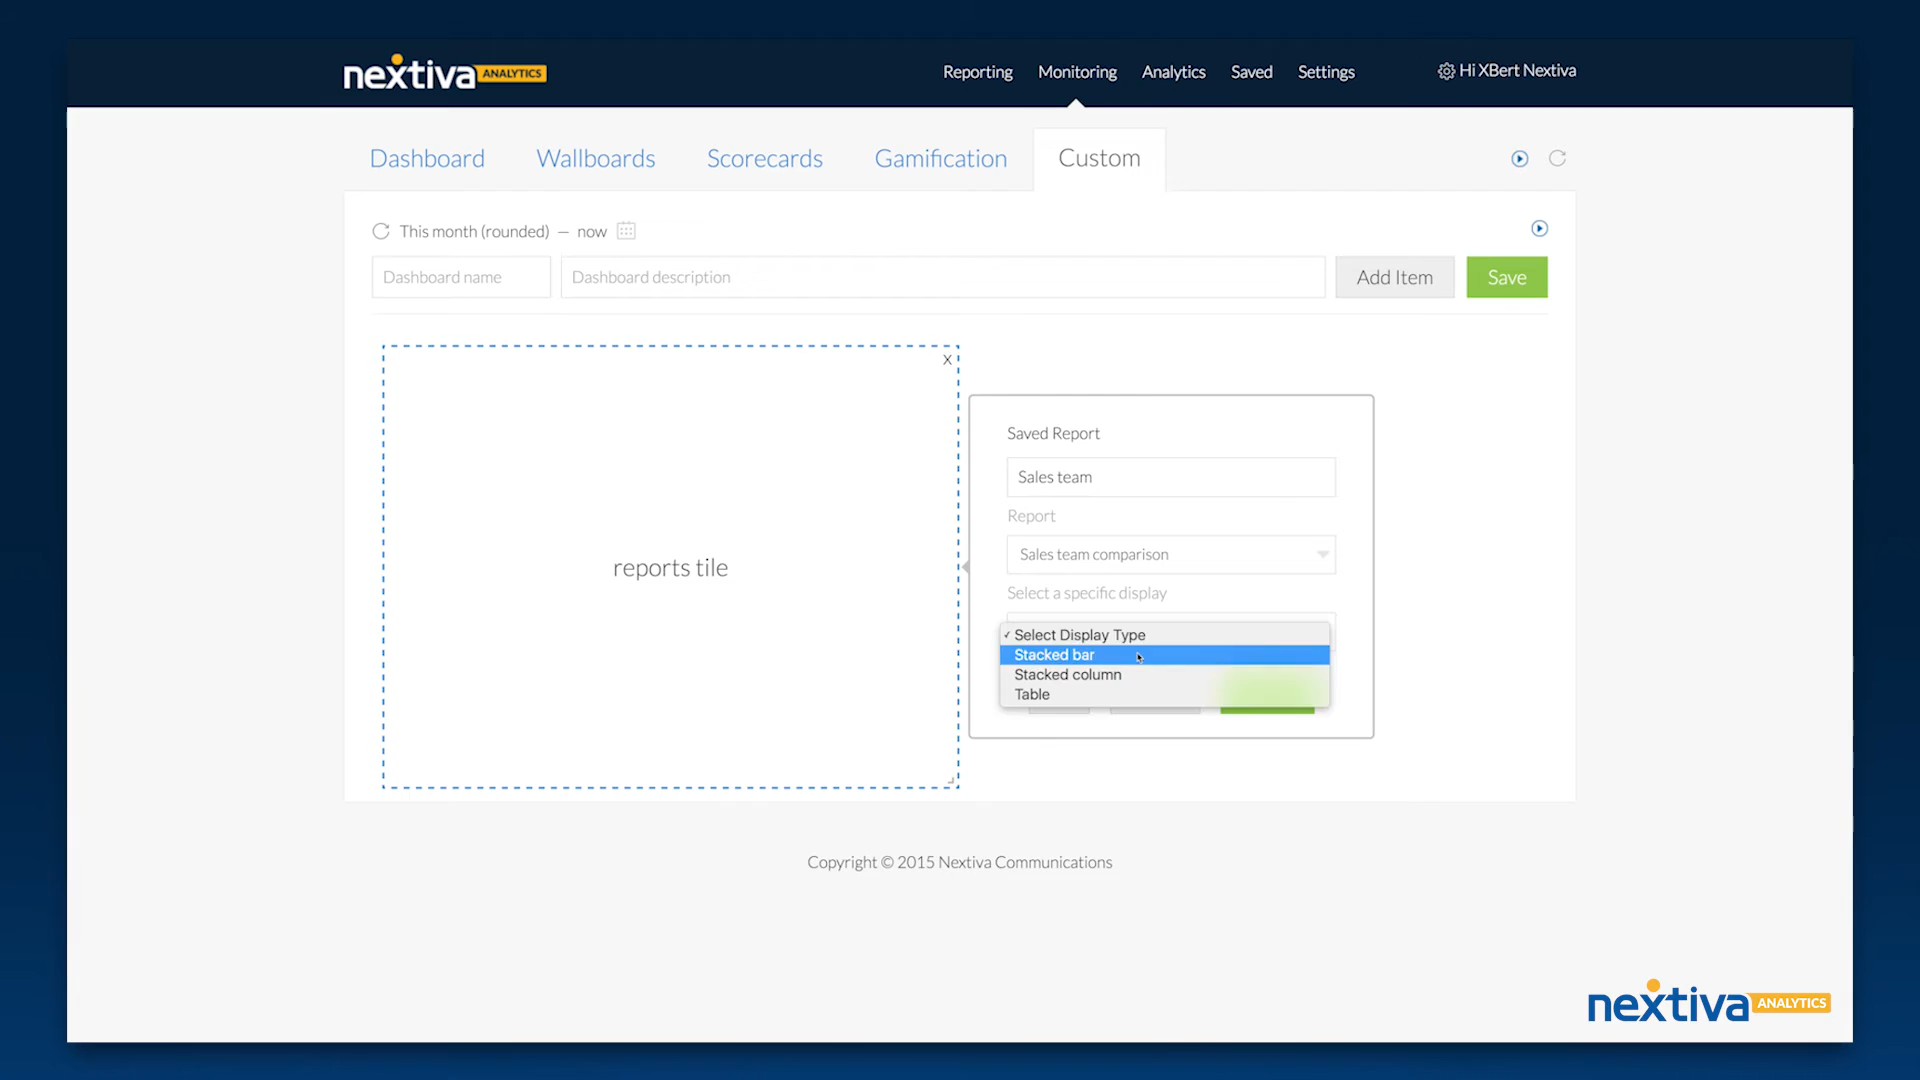 nextiva ANALYTICS
Reporting Monitoring Analytics Saved Settings Hi XBert Nextiva
Dashboard Wallboards Scorecards Gamification Custom
This month (rounded) — now
Dashboard name Dashboard description Add Item Save
X
Saved Report
Sales team
Report
Sales team comparison
reports tile
Select a specific display
✓ Select Display Type
Stacked bar
Stacked column
Table
Copyright © 2015 Nextiva Communications
nextiva ANALYTICS